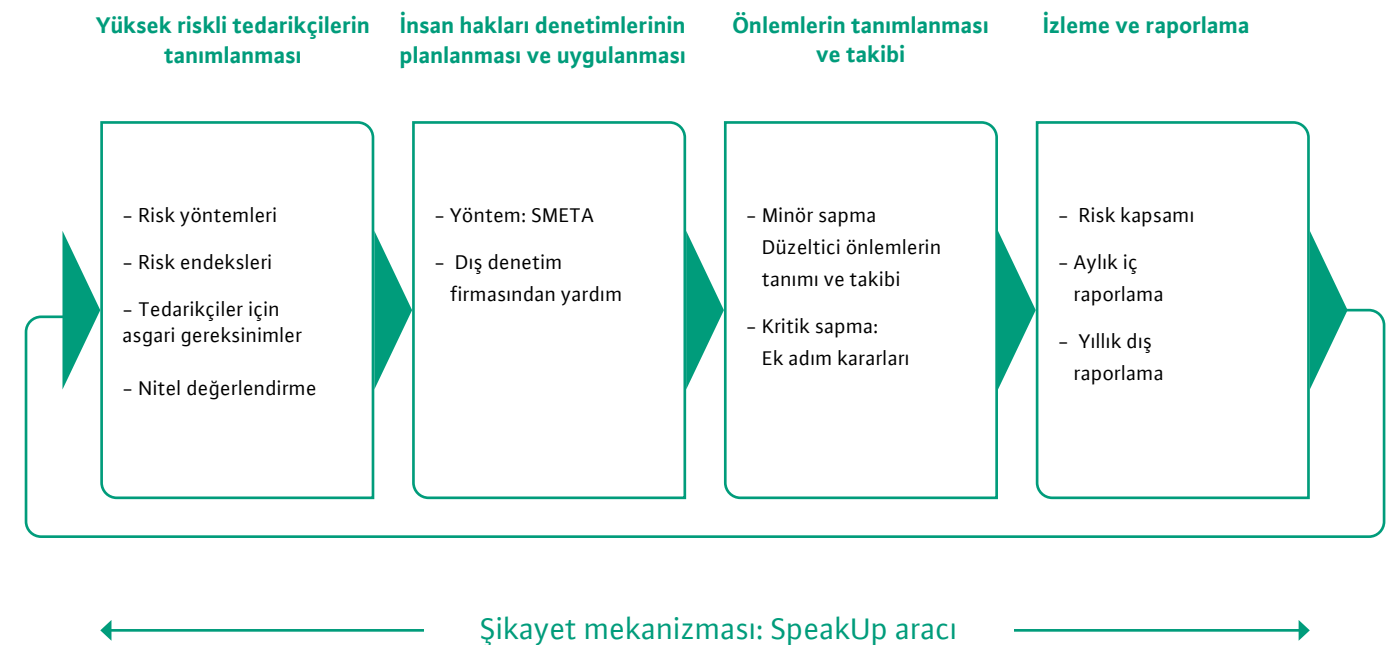 Yüksek riskli tedarikçilerin
tanımlanması
İnsan hakları denetimlerinin
planlanması ve uygulanması
Önlemlerin tanımlanması
ve takibi
İzleme ve raporlama
– Risk yöntemleri
– Risk endeksleri
– Tedarikçiler için
asgari gereksinimler
– Nitel değerlendirme
– Yöntem: SMETA
– Dış denetim
firmasından yardım
– Minör sapma
Düzeltici önlemlerin
tanımı ve takibi
– Kritik sapma:
Ek adım kararları
– Risk kapsamı
– Aylık iç
raporlama
– Yıllık dış
raporlama
Şikayet mekanizması: SpeakUp aracı